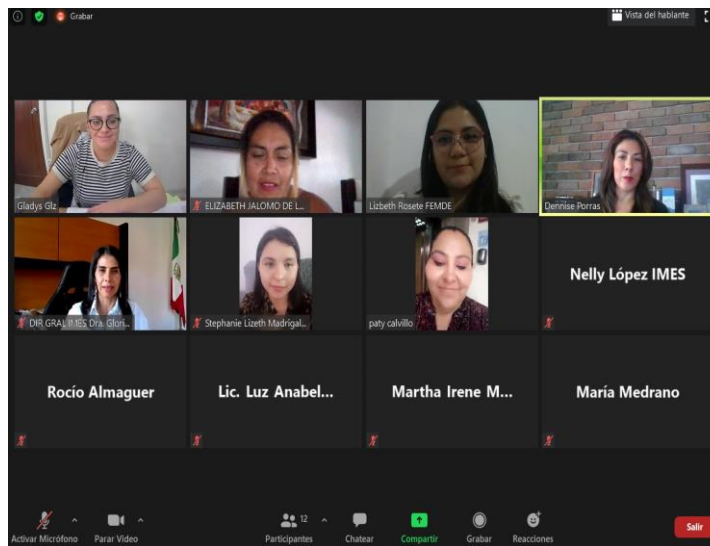 Grabar
Vista del hablante
Gladys Glz
ELIZABETH JALOMO DE L...
Lizbeth Rosete FEMDE
Dennise Porras
DIR GRAL IMES Dra. Glori...
Stephanie Lizeth Madrigal...
paty calvillo
Nelly López IMES
Rocío Almaguer
Lic. Luz Anabel...
Martha Irene M...
María Medrano
Activar Micrófono
Parar Video
12
Participantes
Chatear
Compartir
Grabar
Reacciones
Salir